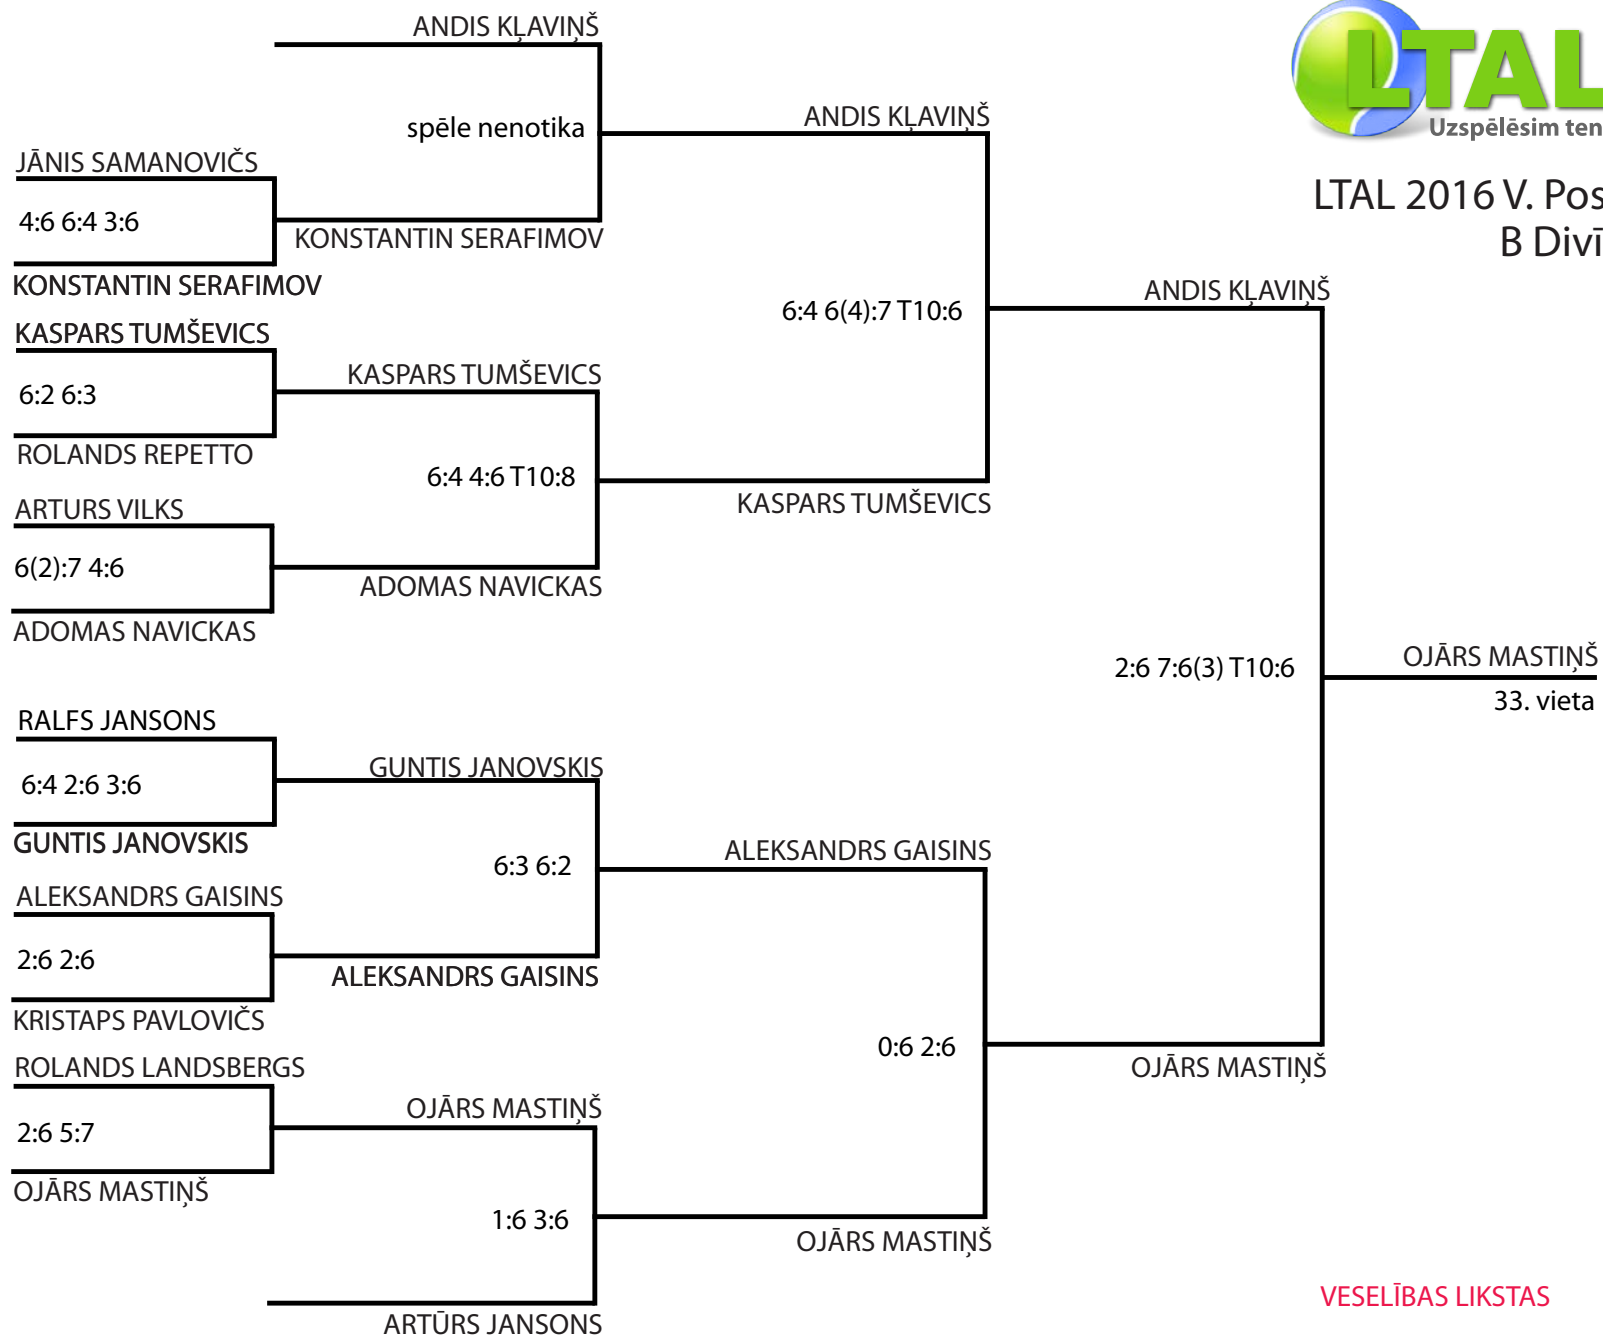 ANDIS KĻAVIŅŠ
spēle nenotika
JĀNIS SAMANOVIČS
4:6 6:4 3:6
KONSTANTIN SERAFIMOV
KONSTANTIN SERAFIMOV
KASPARS TUMŠEVICS
6:2 6:3
ROLANDS REPETTO
KASPARS TUMŠEVICS
6:4 4:6 T10:8
ARTURS VILKS
6(2):7 4:6
ADOMAS NAVICKAS
ADOMAS NAVICKAS
ANDIS KĻAVIŅŠ
6:4 6(4):7 T10:6
KASPARS TUMŠEVICS
RALFS JANSONS
6:4 2:6 3:6
GUNTIS JANOVSKIS
GUNTIS JANOVSKIS
6:3 6:2
ALEKSANDRS GAISINS
2:6 2:6
KRISTAPS PAVLOVIČS
ALEKSANDRS GAISINS
ROLANDS LANDSBERGS
2:6 5:7
OJĀRS MASTIŅŠ
OJĀRS MASTIŅŠ
1:6 3:6
ARTŪRS JANSONS
ALEKSANDRS GAISINS
0:6 2:6
OJĀRS MASTIŅŠ
ANDIS KĻAVIŅŠ
2:6 7:6(3) T10:6
OJĀRS MASTIŅŠ
OJĀRS MASTIŅŠ
33. vieta
LTAL
Uzspēlēsim ten
LTAL 2016 V. Pos
B Divī
VESELĪBAS LIKSTAS